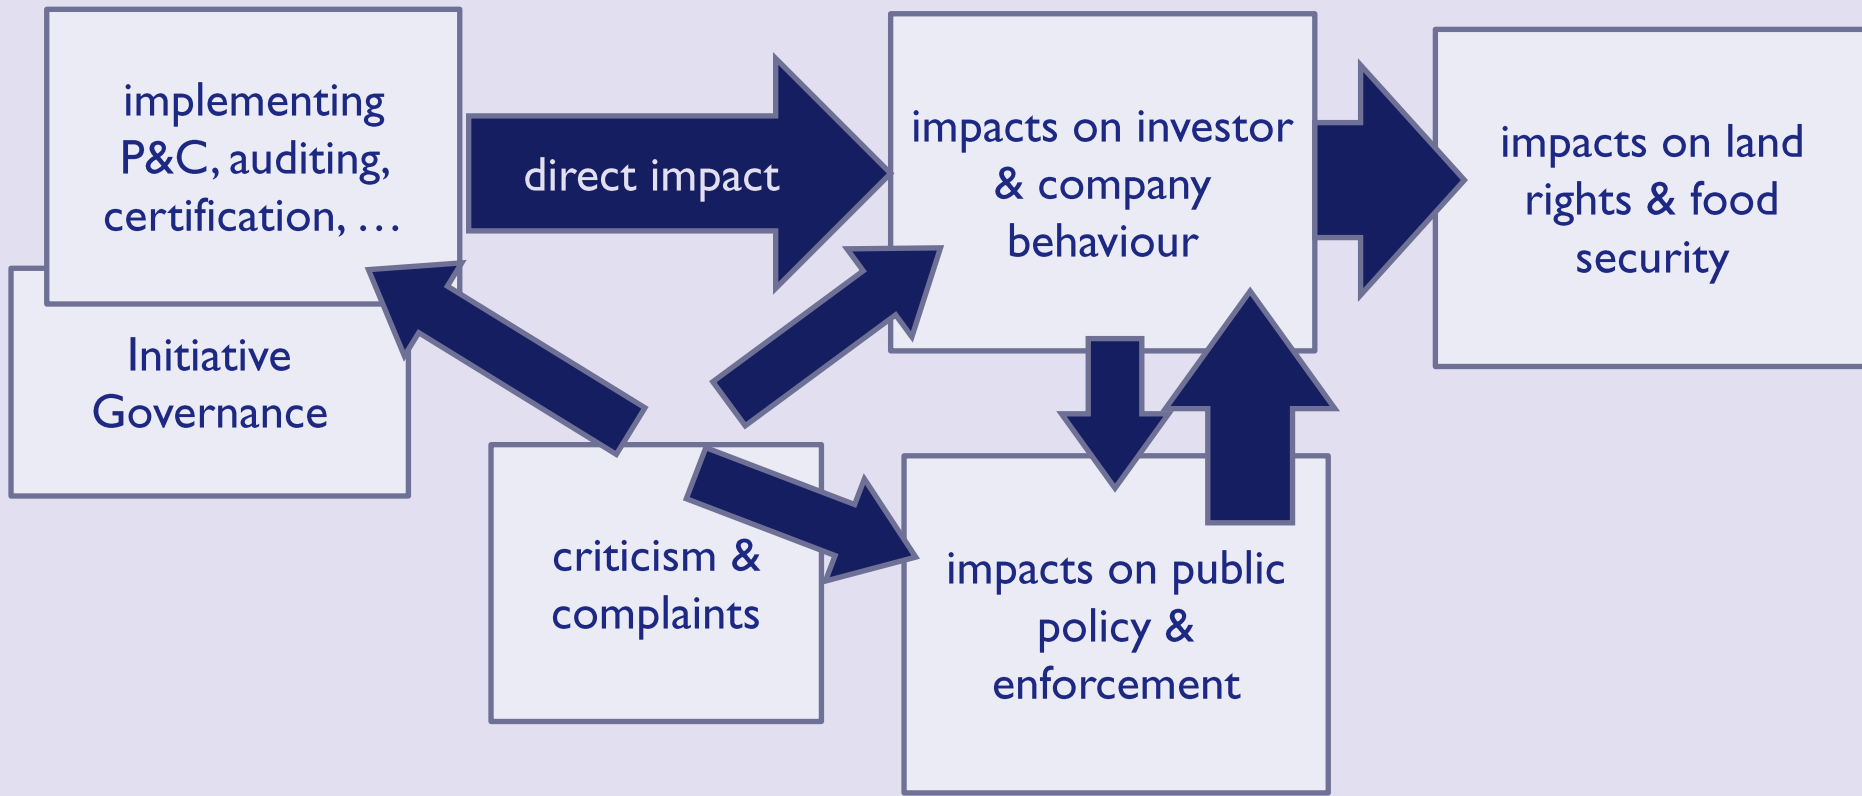 implementing
P&C, auditing,
certification, …
Initiative
Governance
direct impact
impacts on investor
& company
behaviour
impacts on land
rights & food
security
criticism &
complaints
impacts on public
policy &
enforcement